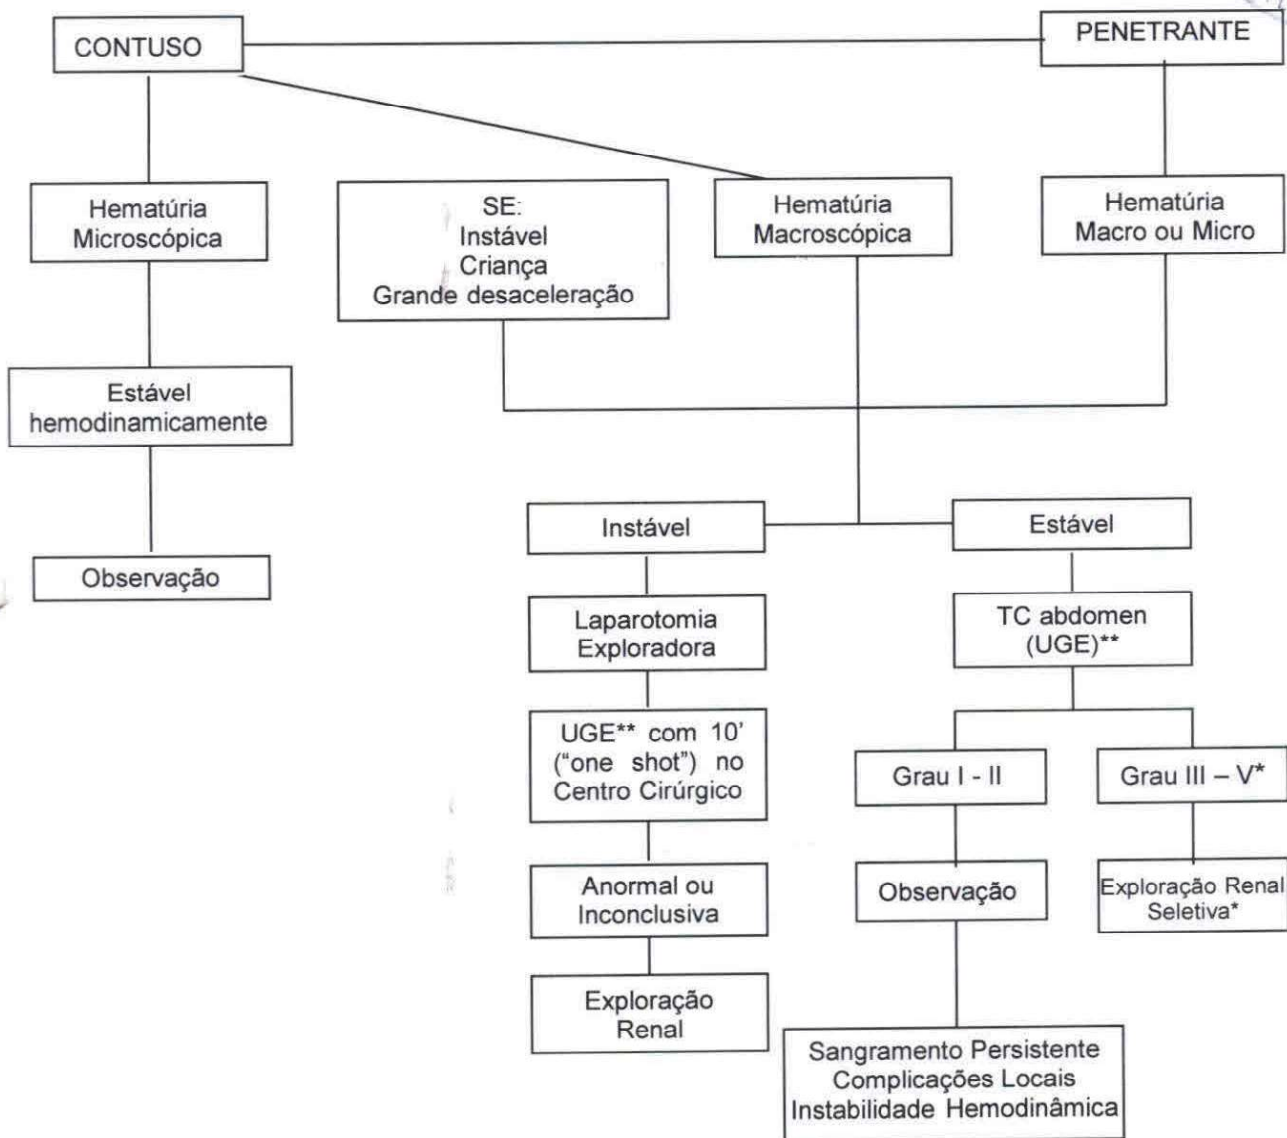 CONTUSO
PENETRANTE
Hematúria
Microscópica
SE:
Instável
Criança
Grande desaceleração
Hematúria
Macroscópica
Hematúria
Macro ou Micro
Estável
hemodinamicamente
Observação
Instável
Estável
Laparotomia
Exploradora
TC abdomen
(UGE)**
UGE** com 10’
(“one shot”) no
Centro Cirúrgico
Grau I - II
Grau III – V*
Anormal ou
Inconclusiva
Observação
Exploração Renal
Seletiva*
Exploração
Renal
Sangramento Persistente
Complicações Locais
Instabilidade Hemodinâmica